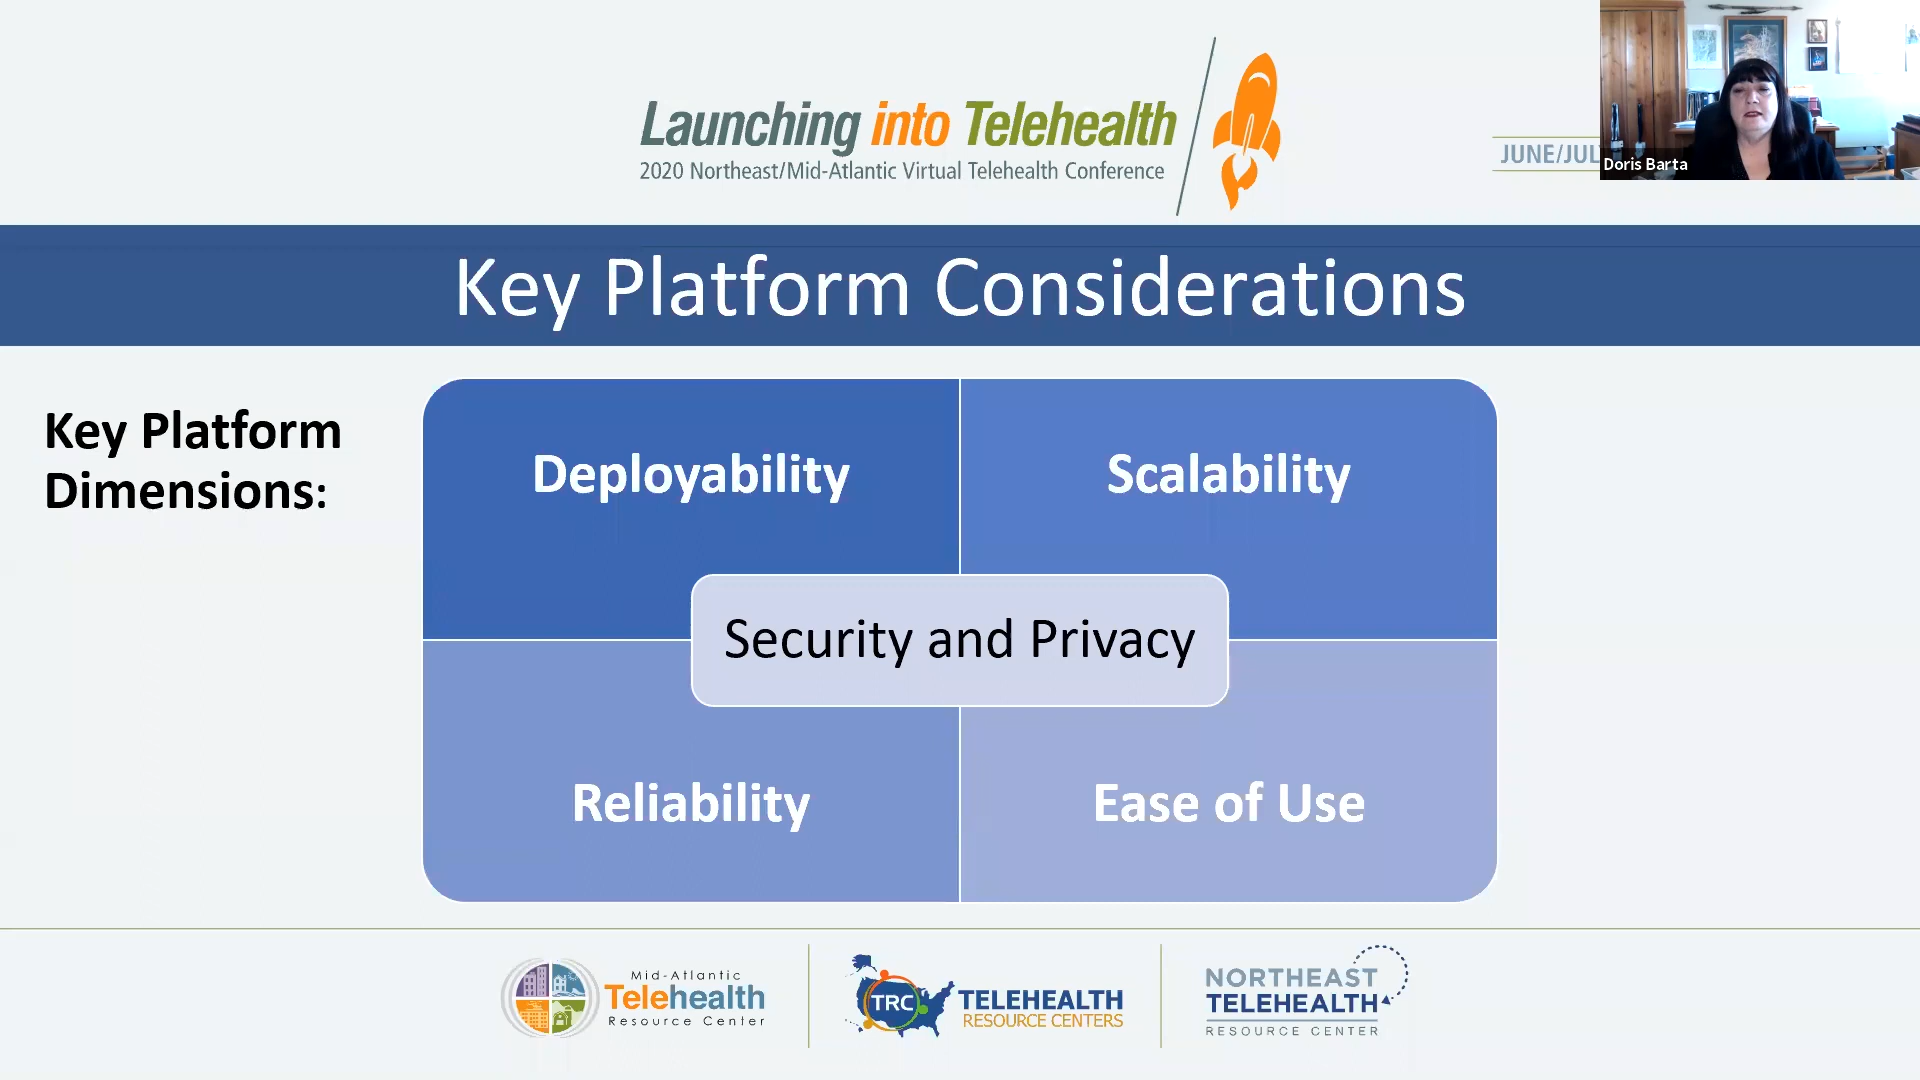 Launching into Telehealth
2020 Northeast/Mid-Atlantic Virtual Telehealth Conference
JUNE/JUL
Doris Barta
Key Platform Considerations
Key Platform
Dimensions:
Deployability
Scalability
Security and Privacy
Reliability
Ease of Use
Mid-Atlantic
Telehealth
Resource Center
TRC
TELEHEALTH
RESOURCE CENTERS
NORTHEAST
TELEHEALTH
RESOURCE CENTER